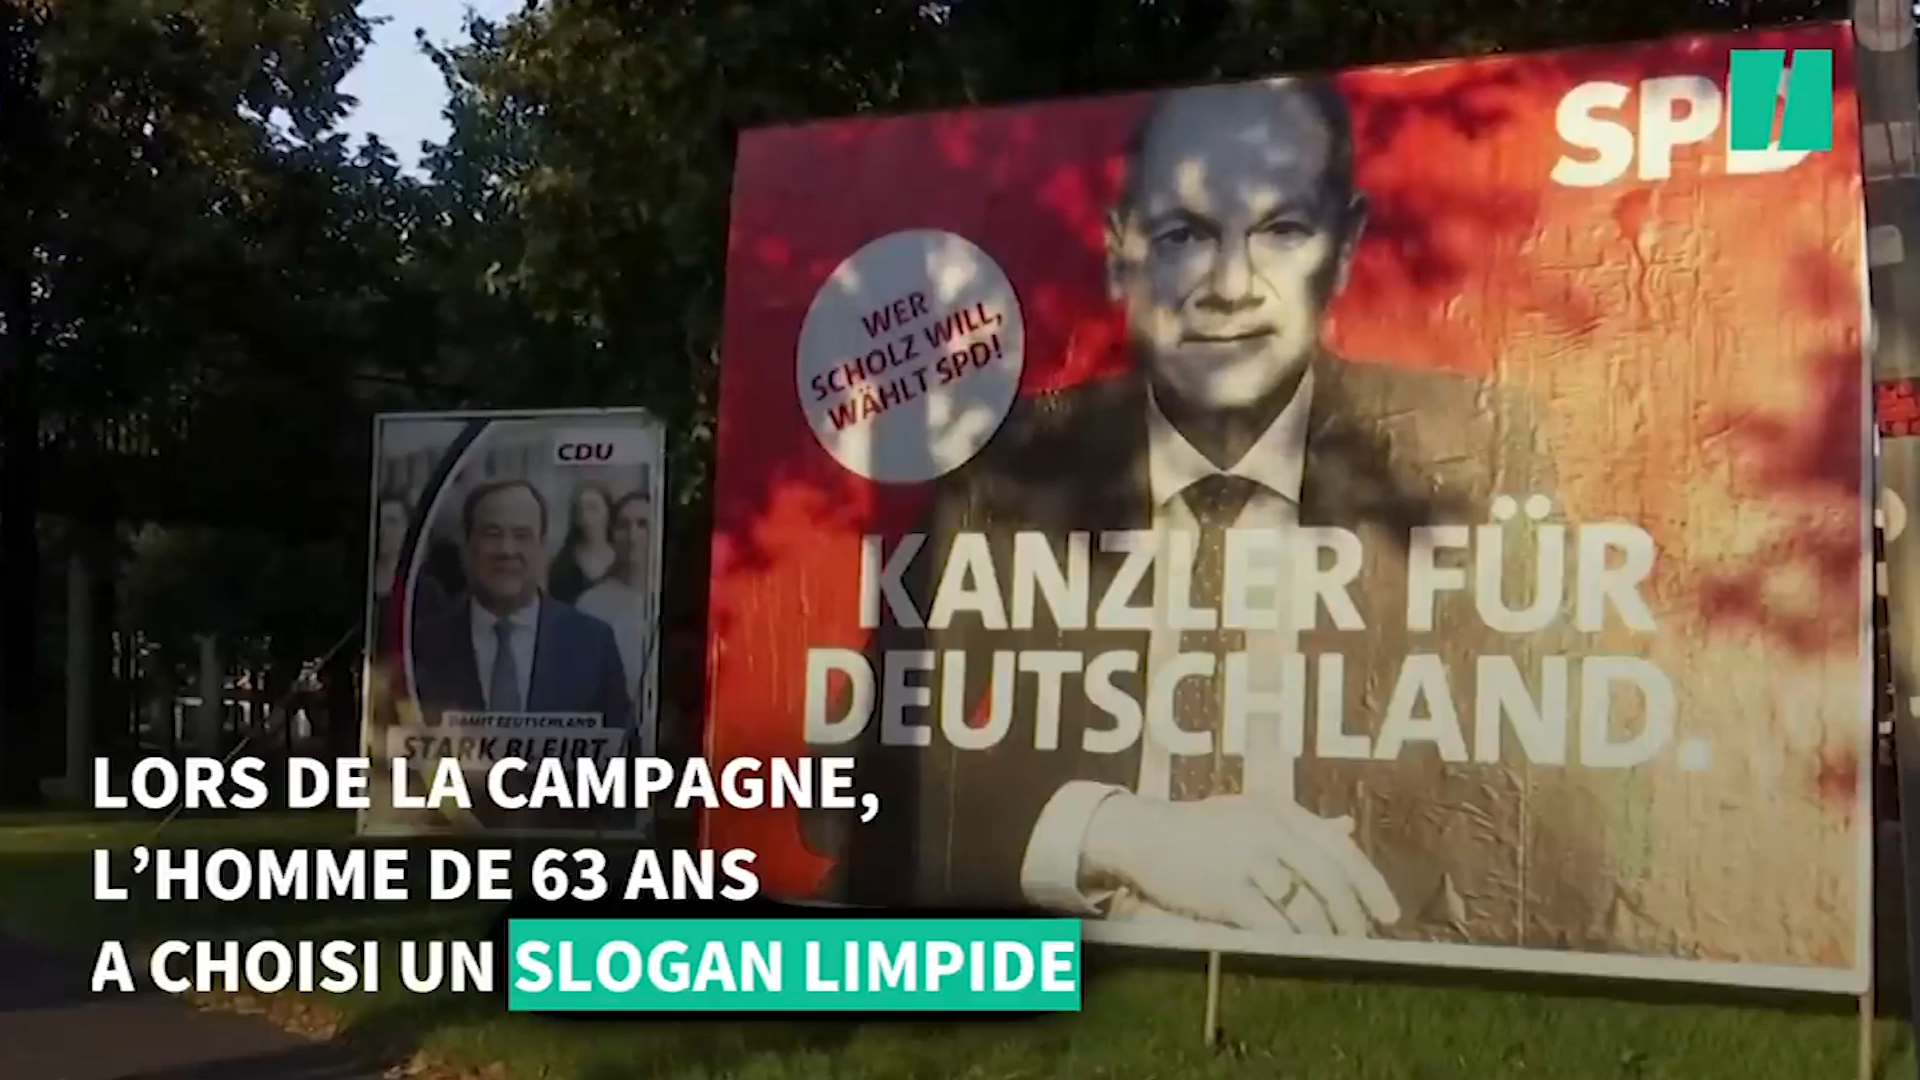 SPD
WER
SCHOLZ WILL,
WÄHLT SPD!
KANZLER FÜR
DEUTSCHLAND.
CDU
DAMIT DEUTSCHLAND
STARK BLEIBT.
LORS DE LA CAMPAGNE,
L’HOMME DE 63 ANS
A CHOISI UN SLOGAN LIMPIDE